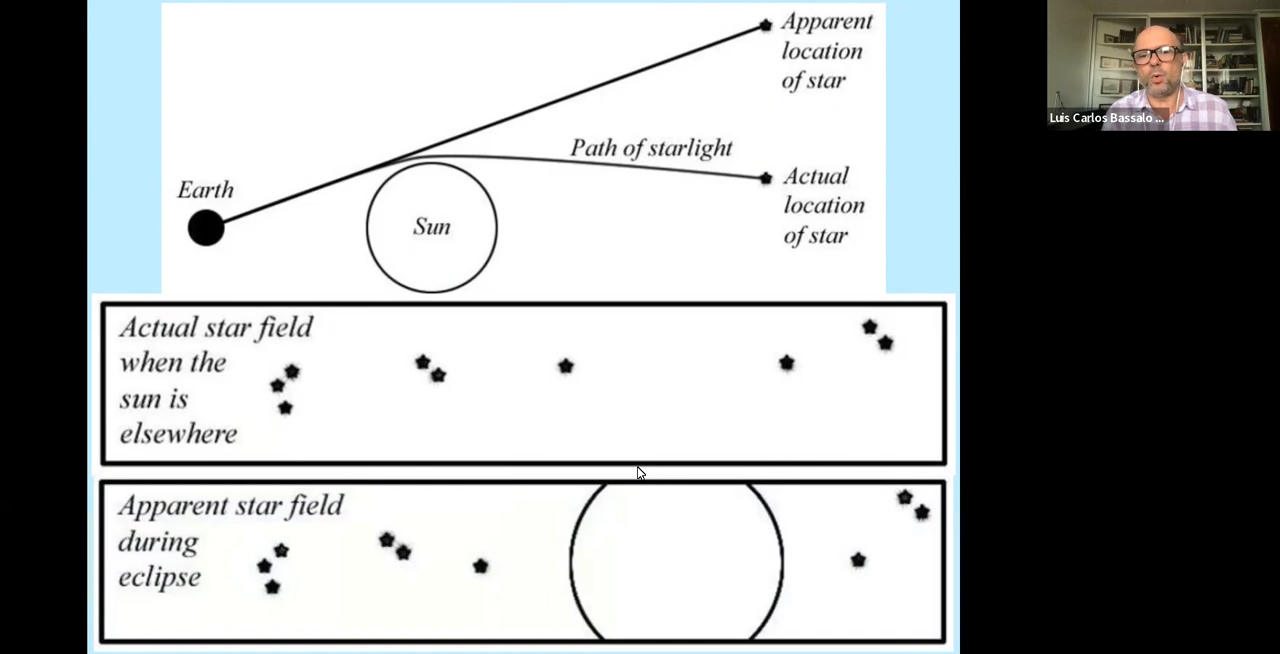 Apparent
location
of star
Path of starlight
Earth
Actual
location
of star
Sun
Actual star field
when the
sun is
elsewhere
Apparent star field
during
eclipse
Luis Carlos Bassalo ...